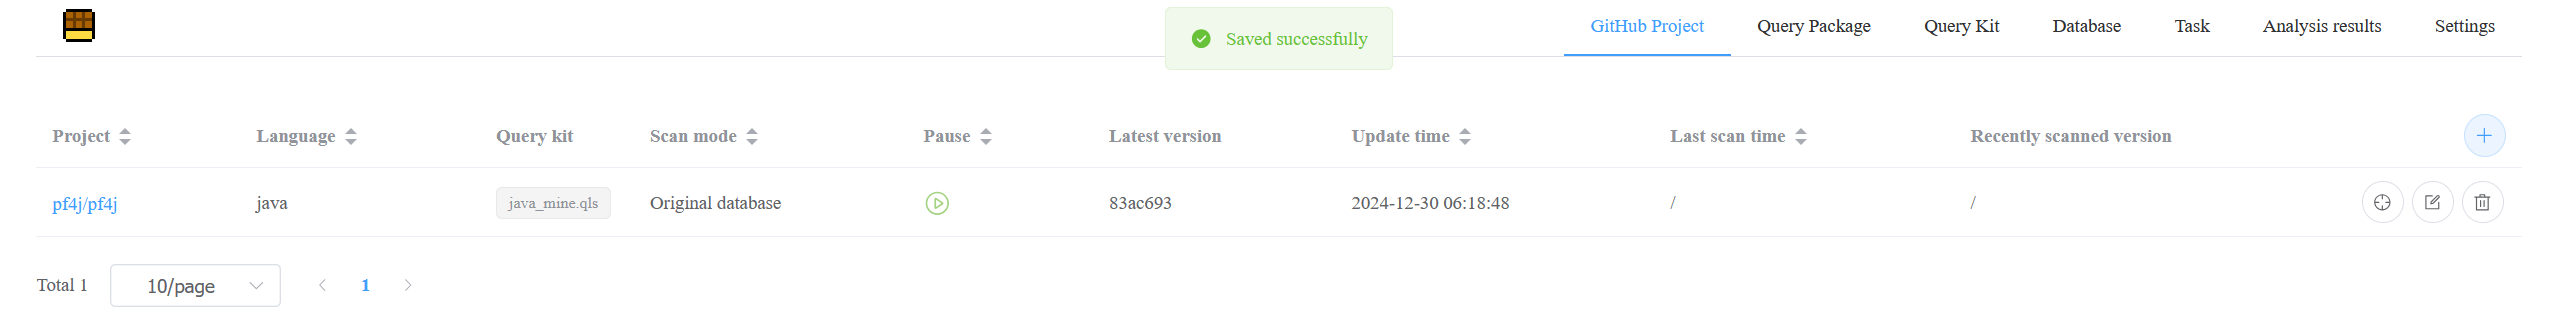 Saved successfully
GitHub Project Query Package Query Kit Database Task Analysis results Settings
Project Language Query kit Scan mode Pause Latest version Update time Last scan time Recently scanned version
pf4j/pf4j java java_mine.qls Original database 83ac693 2024-12-30 06:18:48 / /
Total 1 10/page 1